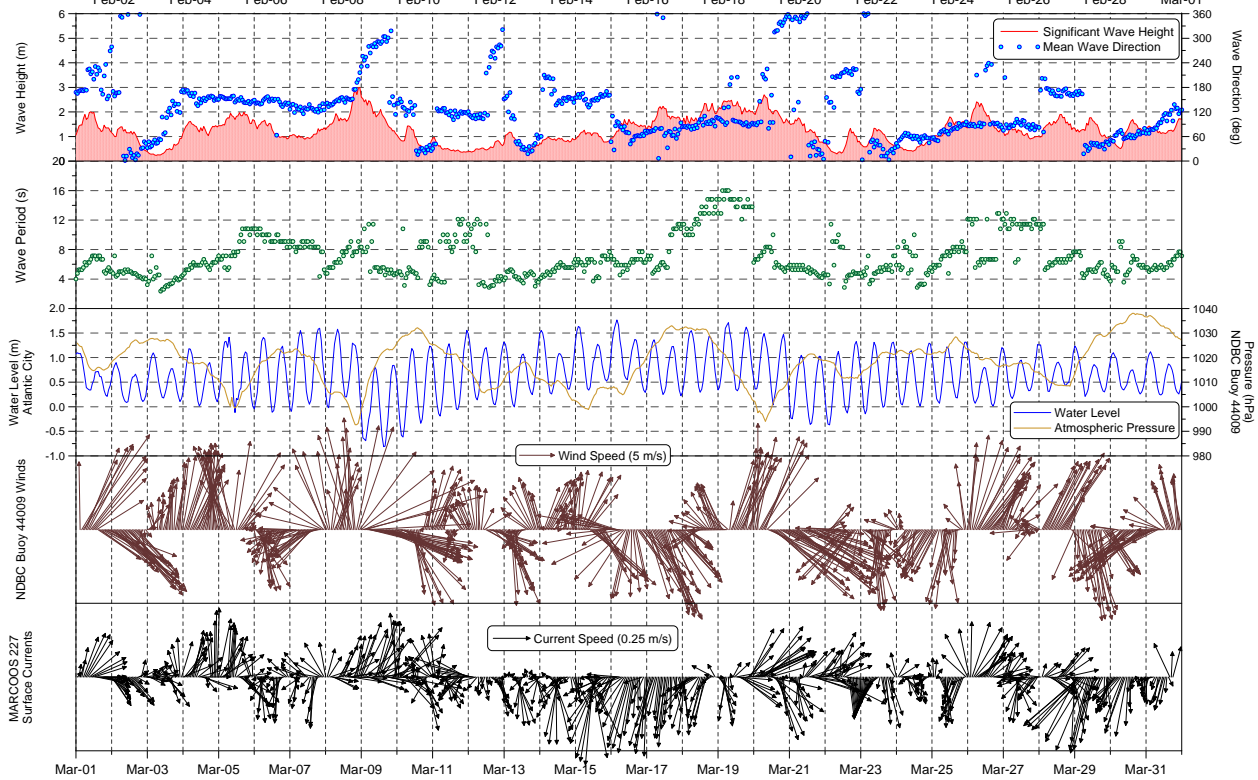 Feb-02 Feb-04 Feb-06 Feb-08 Feb-10 Feb-12 Feb-14 Feb-16 Feb-18 Feb-20 Feb-22 Feb-24 Feb-26 Feb-28 Mar-01
Wave Height (m)
6
5
4
3
2
1
0
Significant Wave Height
Mean Wave Direction
360
300
240
180
120
60
0
Wave Direction (deg)
Wave Period (s)
20
16
12
8
4
Water Level (m)
Atlantic City
2.0
1.5
1.0
0.5
0.0
-0.5
-1.0
Water Level
Atmospheric Pressure
1040
1030
1020
1010
1000
990
980
Pressure (hPa)
NDBC Buoy 44009
NDBC Buoy 44009 Winds
Wind Speed (5 m/s)
MARCOOS 227
Surface Currents
Current Speed (0.25 m/s)
Mar-01 Mar-03 Mar-05 Mar-07 Mar-09 Mar-11 Mar-13 Mar-15 Mar-17 Mar-19 Mar-21 Mar-23 Mar-25 Mar-27 Mar-29 Mar-31